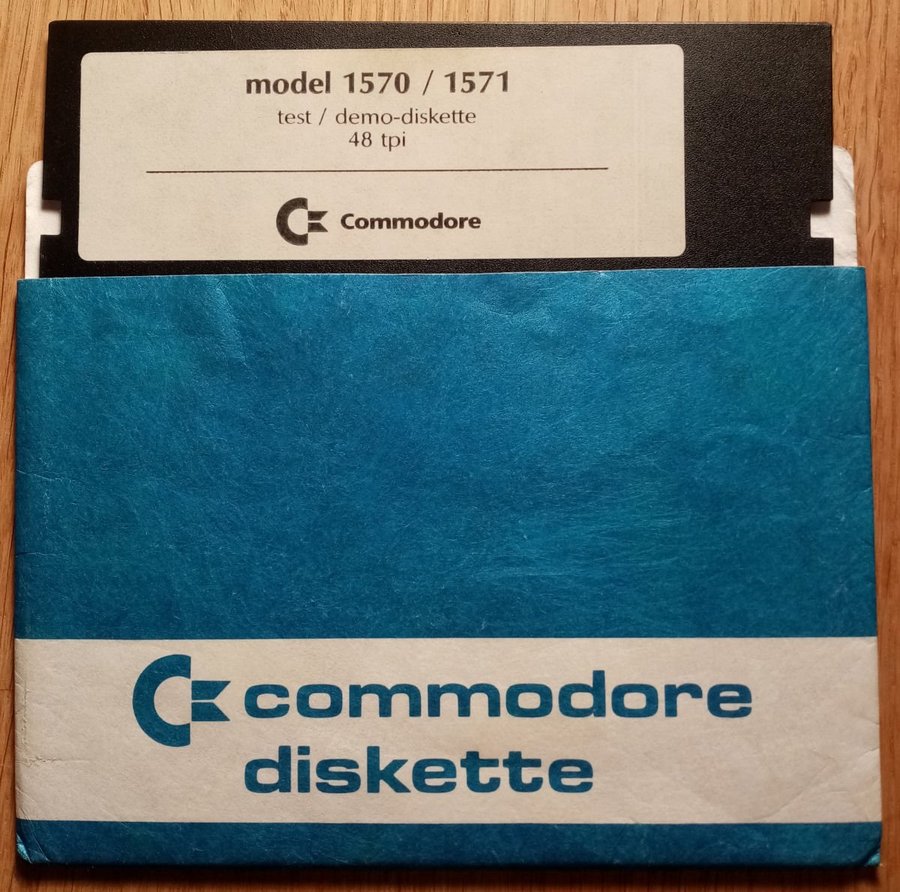 model 1570 / 1571
test / demo-diskette
48 tpi
Commodore
commodore
diskette